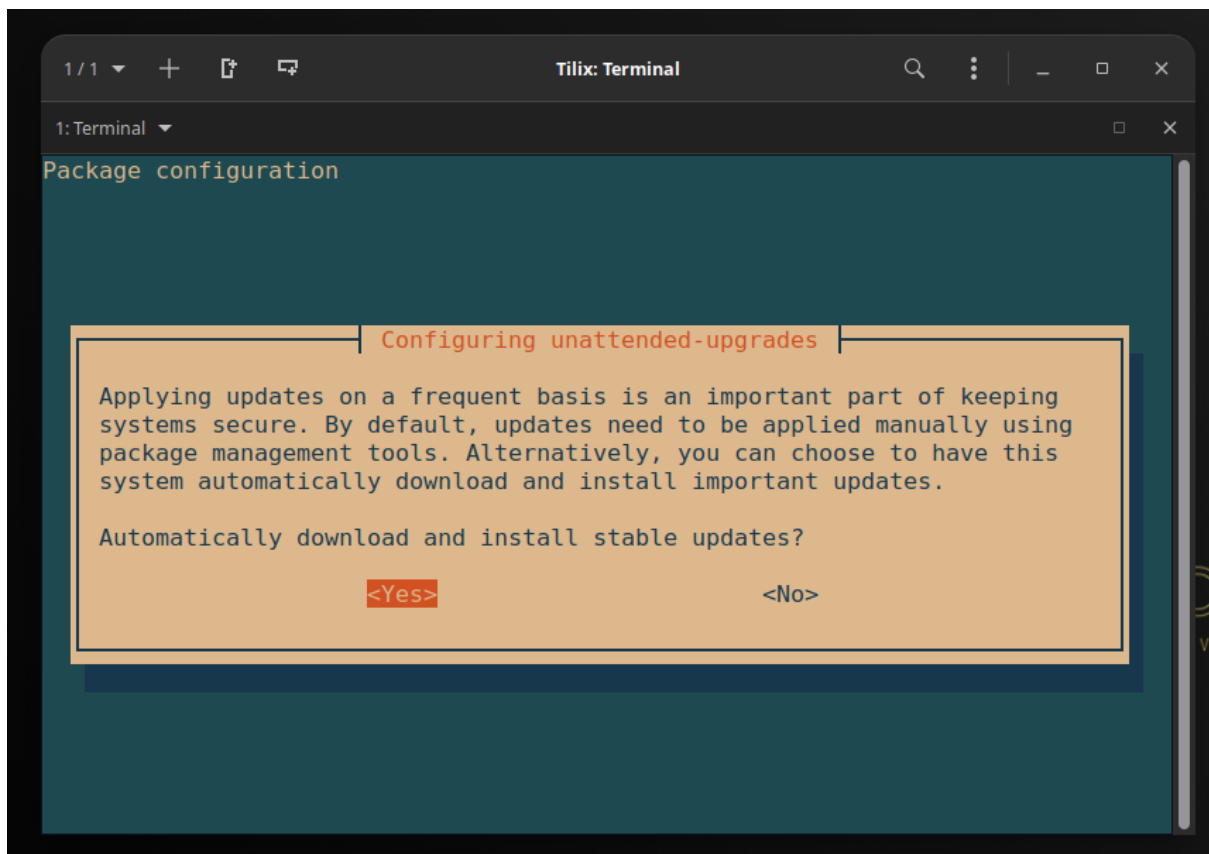 1 / 1
Tilix: Terminal
1: Terminal
Package configuration
Configuring unattended-upgrades
Applying updates on a frequent basis is an important part of keeping
systems secure. By default, updates need to be applied manually using
package management tools. Alternatively, you can choose to have this
system automatically download and install important updates.
Automatically download and install stable updates?
<Yes> <No>